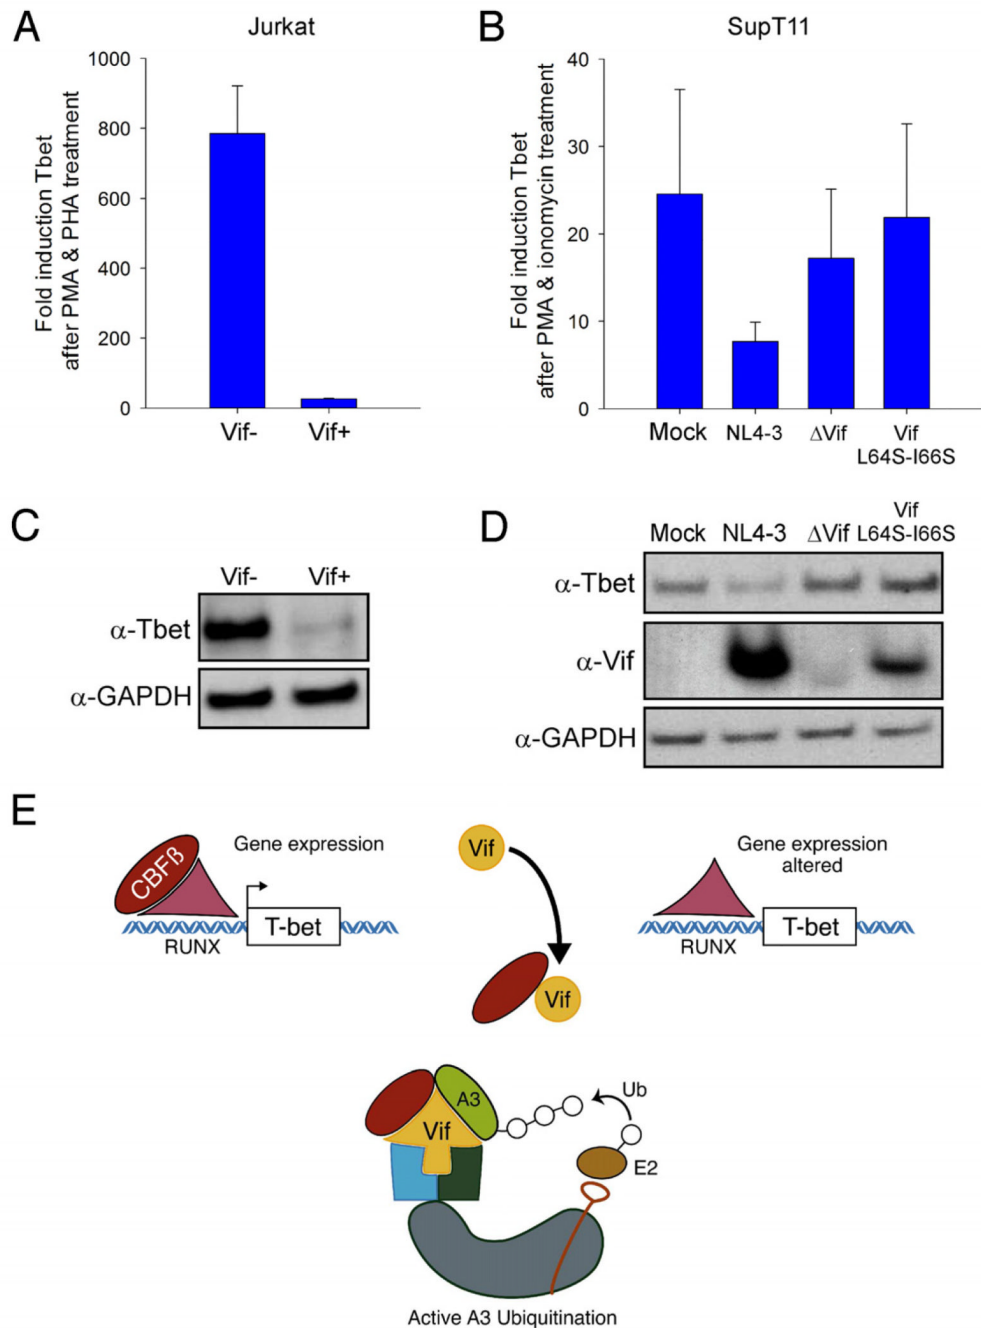 A
Jurkat
Fold induction Tbet
after PMA & PHA treatment
1000
800
600
400
200
0
Vif-
Vif+
B
SupT11
Fold induction Tbet
after PMA & ionomycin treatment
40
30
20
10
0
Mock
NL4-3
ΔVif
Vif
L64S-I66S
C
Vif-
Vif+
α-Tbet
α-GAPDH
D
Mock
NL4-3
ΔVif
Vif
L64S-I66S
α-Tbet
α-Vif
α-GAPDH
E
CBFß
Gene expression
T-bet
RUNX
Vif
Vif
Gene expression
altered
T-bet
RUNX
A3
Vif
Ub
E2
Active A3 Ubiquitination